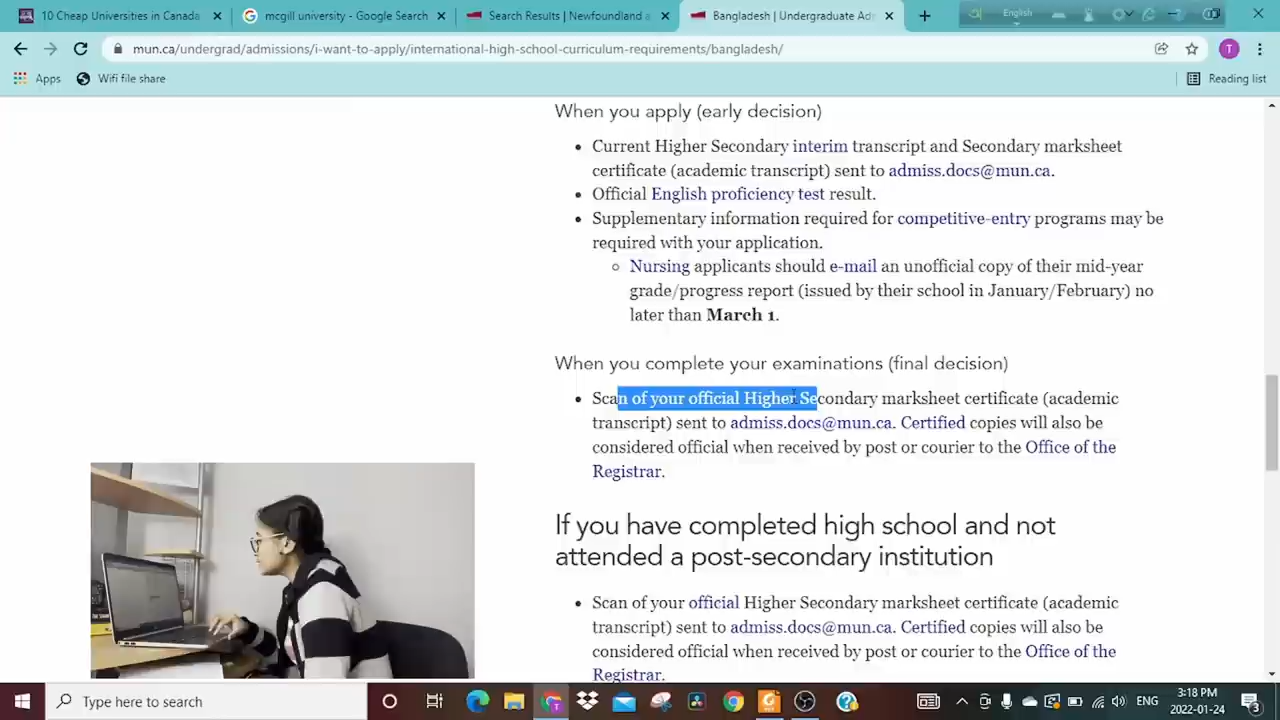 10 Cheap Universities in Canada
mcgill university - Google Search
Search Results | Newfoundland a
Bangladesh | Undergraduate Ad
English
mun.ca/undergrad/admissions/i-want-to-apply/international-high-school-curriculum-requirements/bangladesh/
T
Apps
Wifi file share
Reading list
When you apply (early decision)
Current Higher Secondary interim transcript and Secondary marksheet
certificate (academic transcript) sent to admiss.docs@mun.ca.
Official English proficiency test result.
Supplementary information required for competitive-entry programs may be
required with your application.
Nursing applicants should e-mail an unofficial copy of their mid-year
grade/progress report (issued by their school in January/February) no
later than March 1.
When you complete your examinations (final decision)
Scan of your official Higher Secondary marksheet certificate (academic
transcript) sent to admiss.docs@mun.ca. Certified copies will also be
considered official when received by post or courier to the Office of the
Registrar.
If you have completed high school and not
attended a post-secondary institution
Scan of your official Higher Secondary marksheet certificate (academic
transcript) sent to admiss.docs@mun.ca. Certified copies will also be
considered official when received by post or courier to the Office of the
Registrar.
Type here to search
ENG
3:18 PM
2022-01-24
3